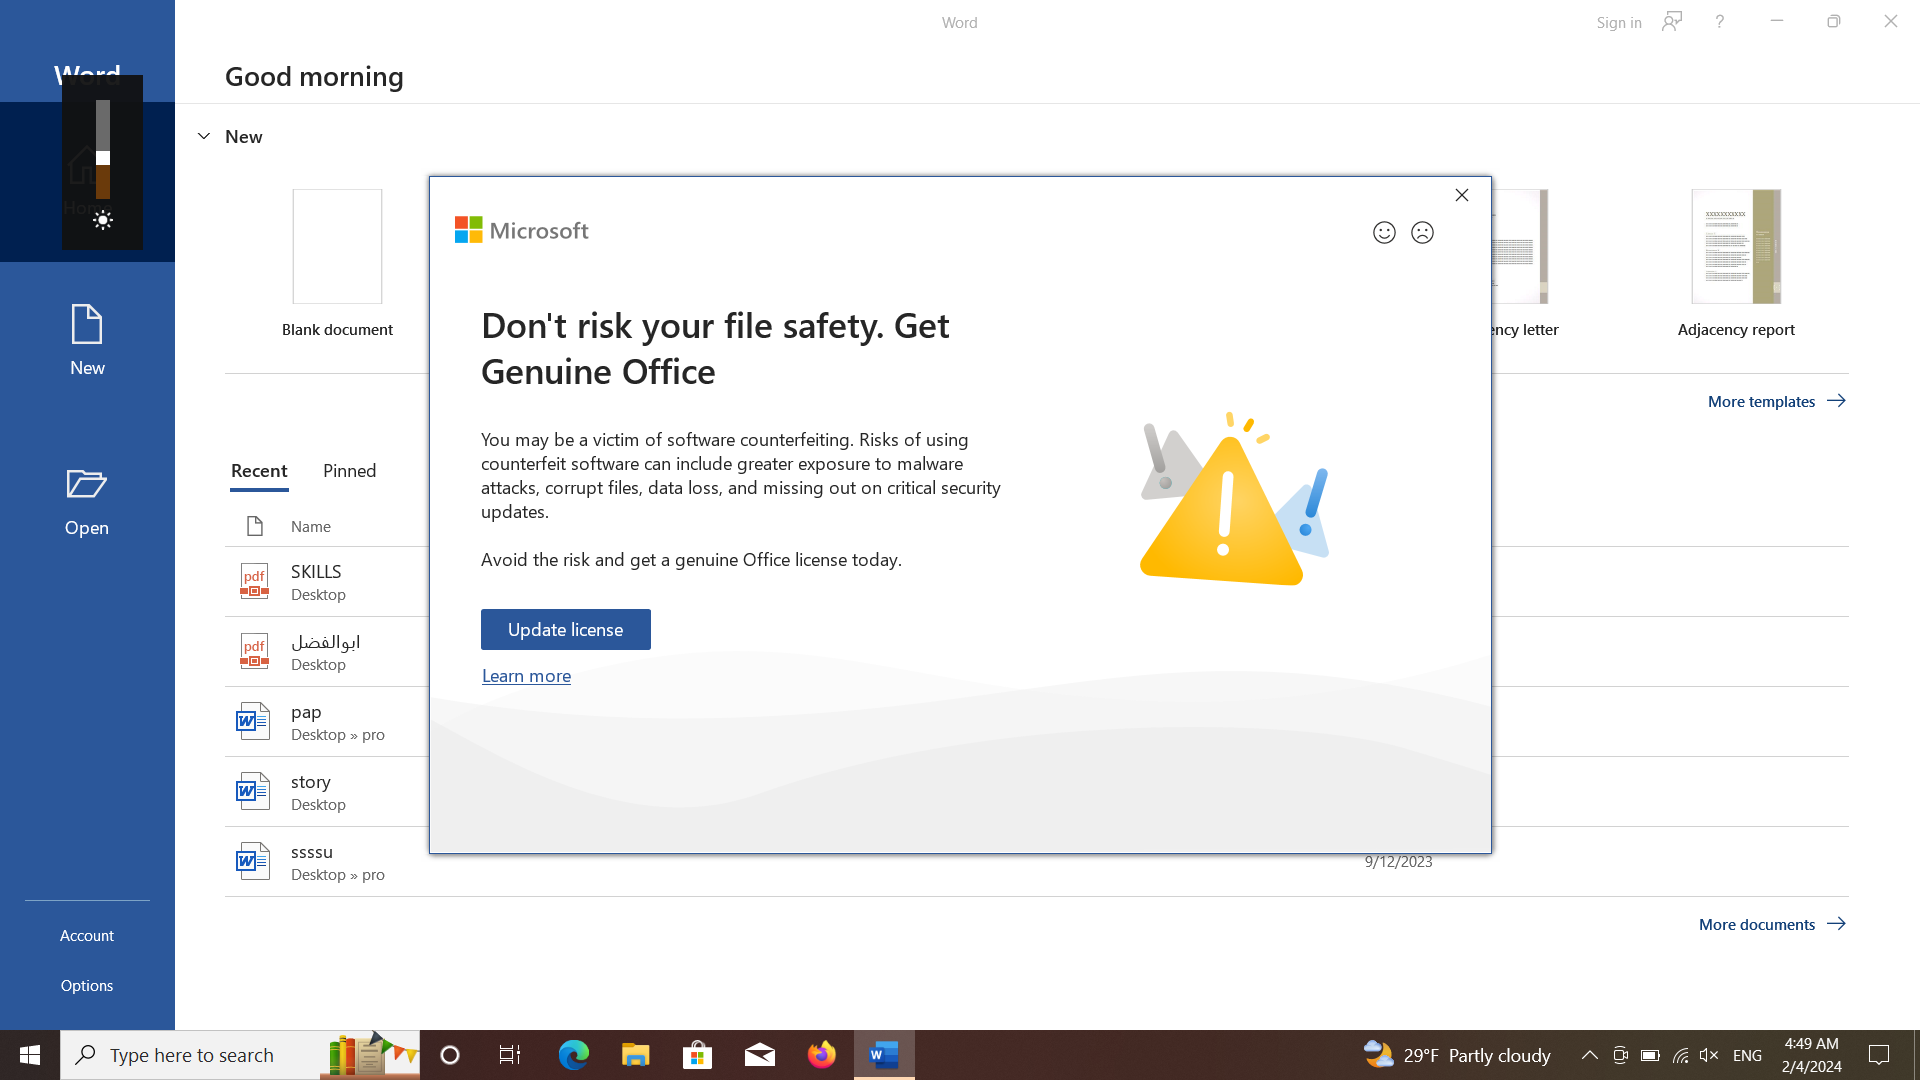 Word
Sign in
?
Word
Good morning
Home
New
New
Open
Blank document
ency letter
Adjacency report
More templates
Microsoft
Don't risk your file safety. Get
Genuine Office
You may be a victim of software counterfeiting. Risks of using
counterfeit software can include greater exposure to malware
attacks, corrupt files, data loss, and missing out on critical security
updates.
Avoid the risk and get a genuine Office license today.
Update license
Learn more
Recent
Pinned
Name
pdf
SKILLS
Desktop
pdf
ابوالفضل
Desktop
pap
Desktop » pro
story
Desktop
ssssu
Desktop » pro
9/12/2023
More documents
Account
Options
Type here to search
29°F Partly cloudy
ENG
4:49 AM
2/4/2024